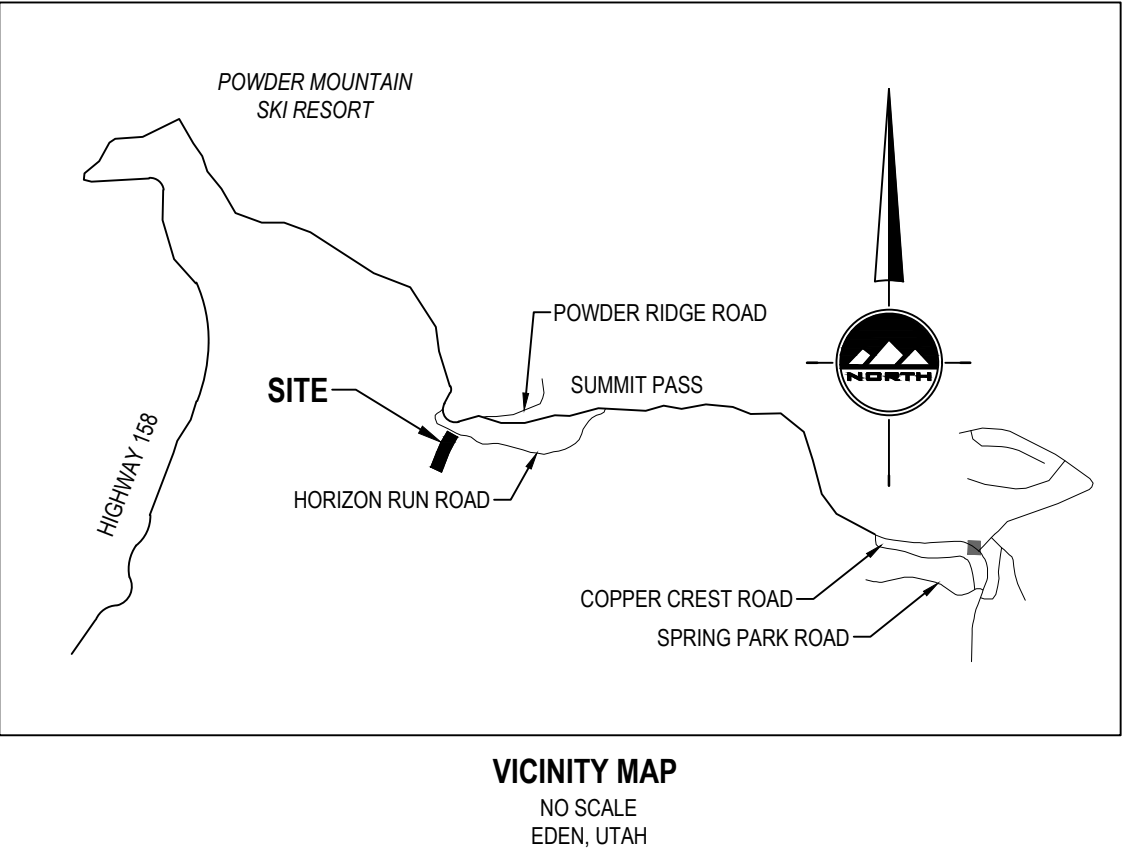 POWDER MOUNTAIN
SKI RESORT
POWDER RIDGE ROAD
SUMMIT PASS
NORTH
SITE
HIGHWAY 158
HORIZON RUN ROAD
COPPER CREST ROAD
SPRING PARK ROAD
VICINITY MAP
NO SCALE
EDEN, UTAH